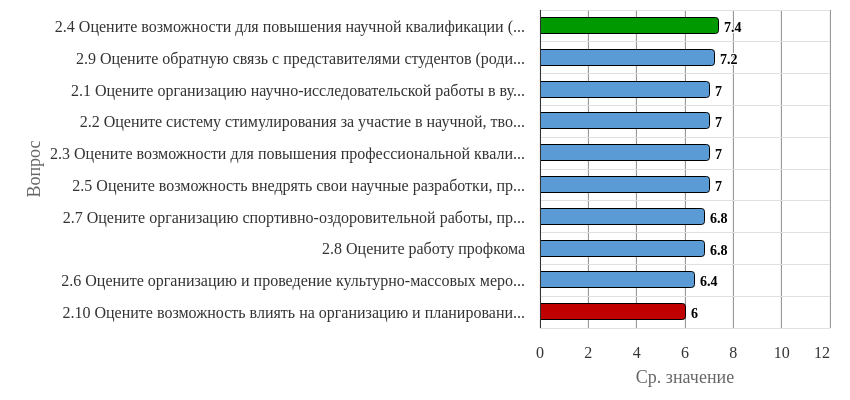 2.4 Оцените возможности для повышения научной квалификации (... 7.4
2.9 Оцените обратную связь с представителями студентов (роди... 7.2
2.1 Оцените организацию научно-исследовательской работы в ву... 7
2.2 Оцените систему стимулирования за участие в научной, тво... 7
2.3 Оцените возможности для повышения профессиональной квали... 7
2.5 Оцените возможность внедрять свои научные разработки, пр... 7
2.7 Оцените организацию спортивно-оздоровительной работы, пр... 6.8
2.8 Оцените работу профкома 6.8
2.6 Оцените организацию и проведение культурно-массовых меро... 6.4
2.10 Оцените возможность влиять на организацию и планировани... 6
Вопрос
0 2 4 6 8 10 12
Ср. значение